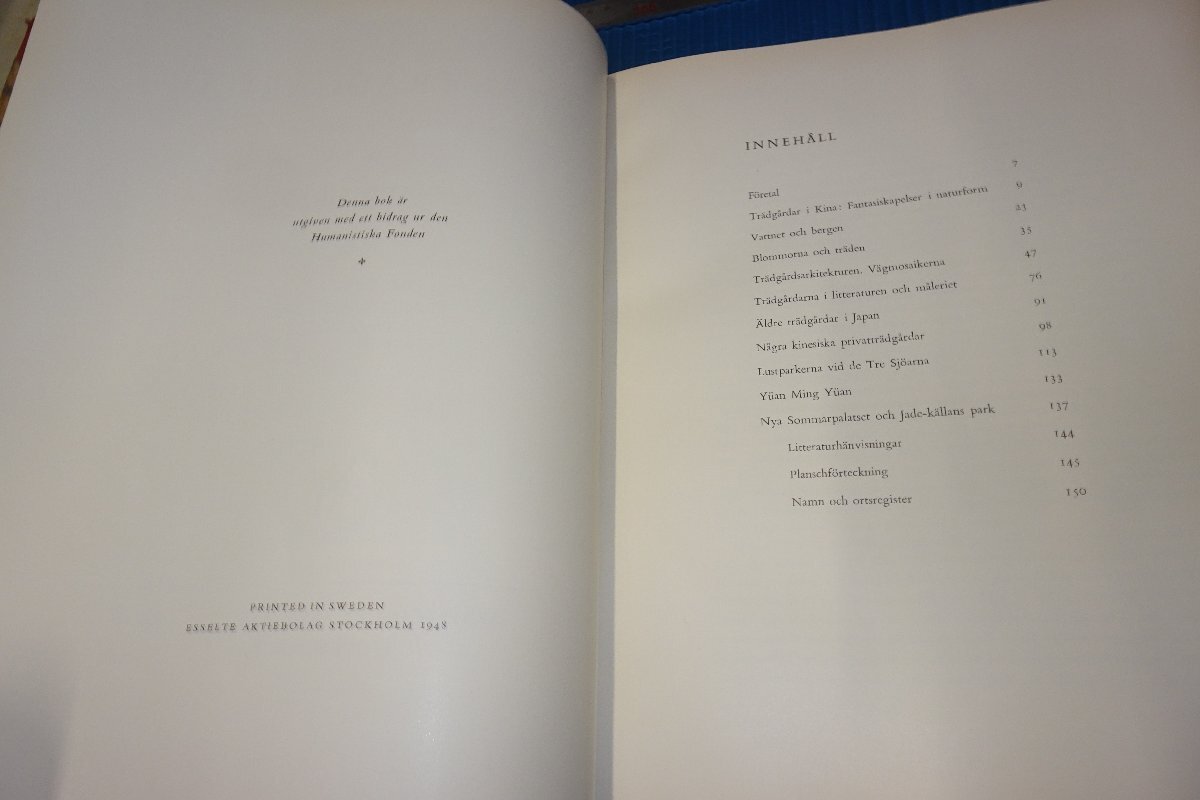 Denna bok är
utgiven med ett bidrag ur den
Humanistiska Fonden
PRINTED IN SWEDEN
ESSELTE AKTIEBOLAG STOCKHOLM 1948
INNEHÅLL
Företal 7
Trädgårdar i Kina: Fantasiskapelser i naturform 9
Vattnet och bergen 23
Blommorna och träden 35
Trädgårdsarkitekturen. Vägmosaikerna 47
Trädgårdarna i litteraturen och måleriet 76
Äldre trädgårdar i Japan 91
Några kinesiska privatträdgårdar 98
Lustparkerna vid de Tre Sjöarna 113
Yüan Ming Yüan 133
Nya Sommarpalatset och Jade-källans park 137
Litteraturhänvisningar 144
Planschförteckning 145
Namn och ortsregister 150